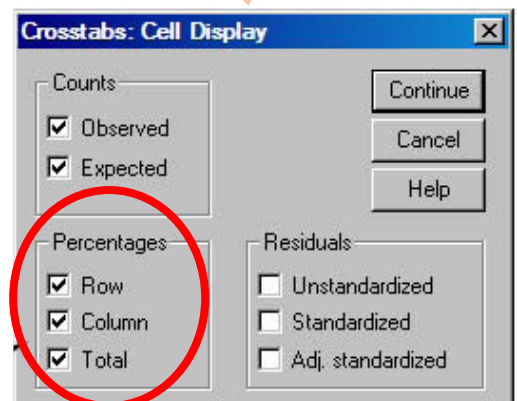 Crosstabs: Cell Display
Counts
Observed
Expected
Continue
Cancel
Help
Percentages
Row
Column
Total
Residuals
Unstandardized
Standardized
Adj. standardized